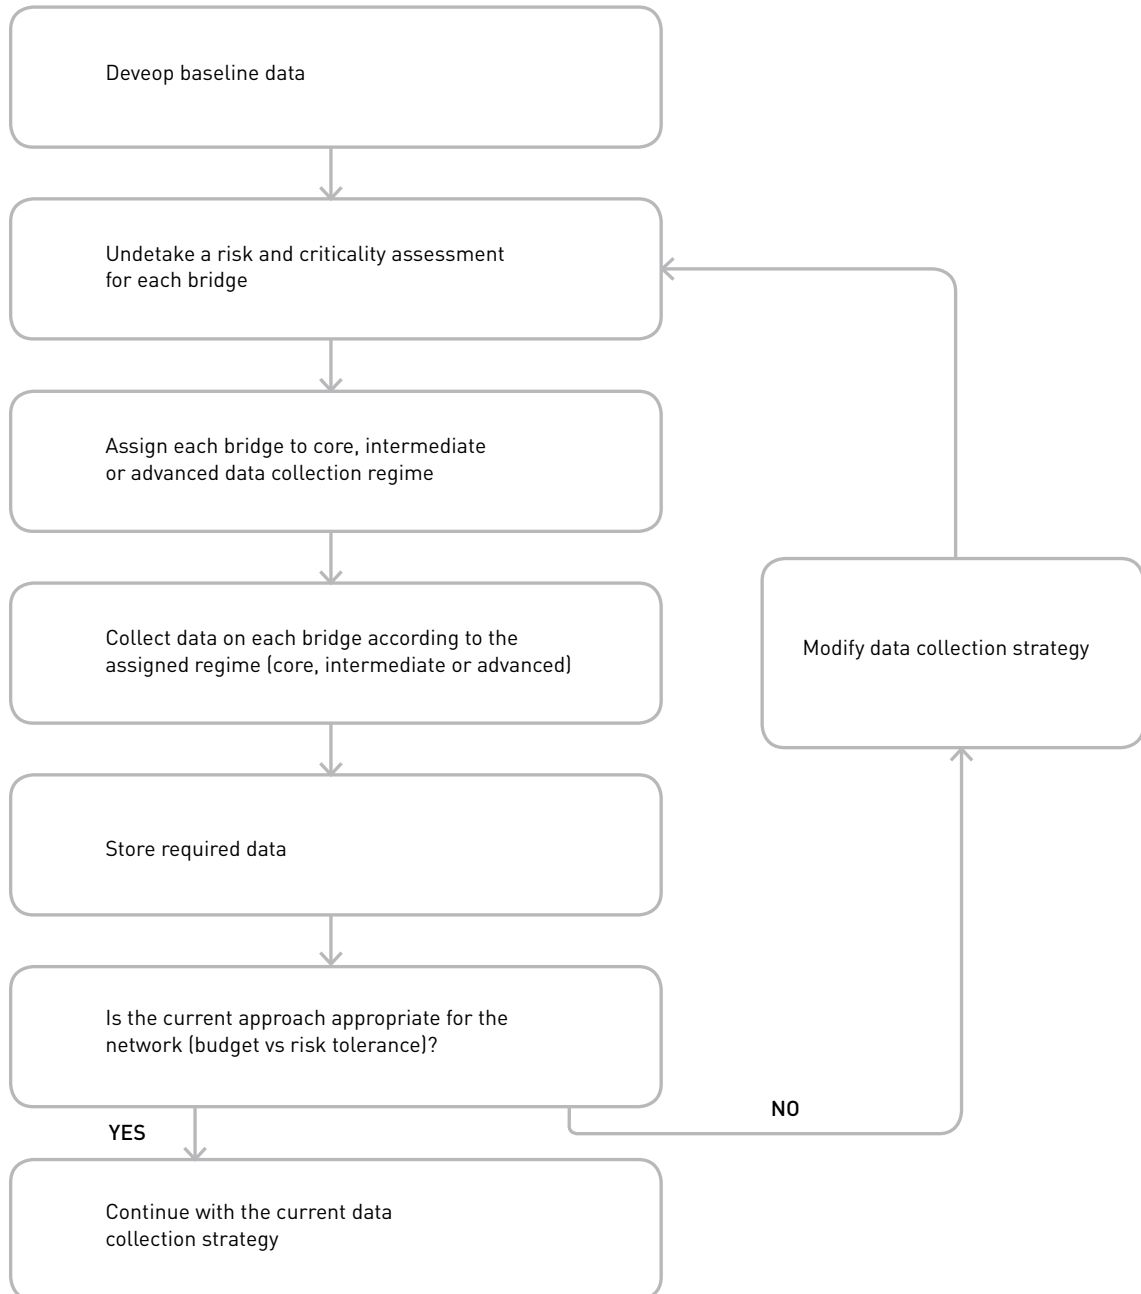 Deveop baseline data
Undetake a risk and criticality assessment
for each bridge
Assign each bridge to core, intermediate
or advanced data collection regime
Collect data on each bridge according to the
assigned regime (core, intermediate or advanced)
Modify data collection strategy
Store required data
Is the current approach appropriate for the
network (budget vs risk tolerance)?
NO
YES
Continue with the current data
collection strategy